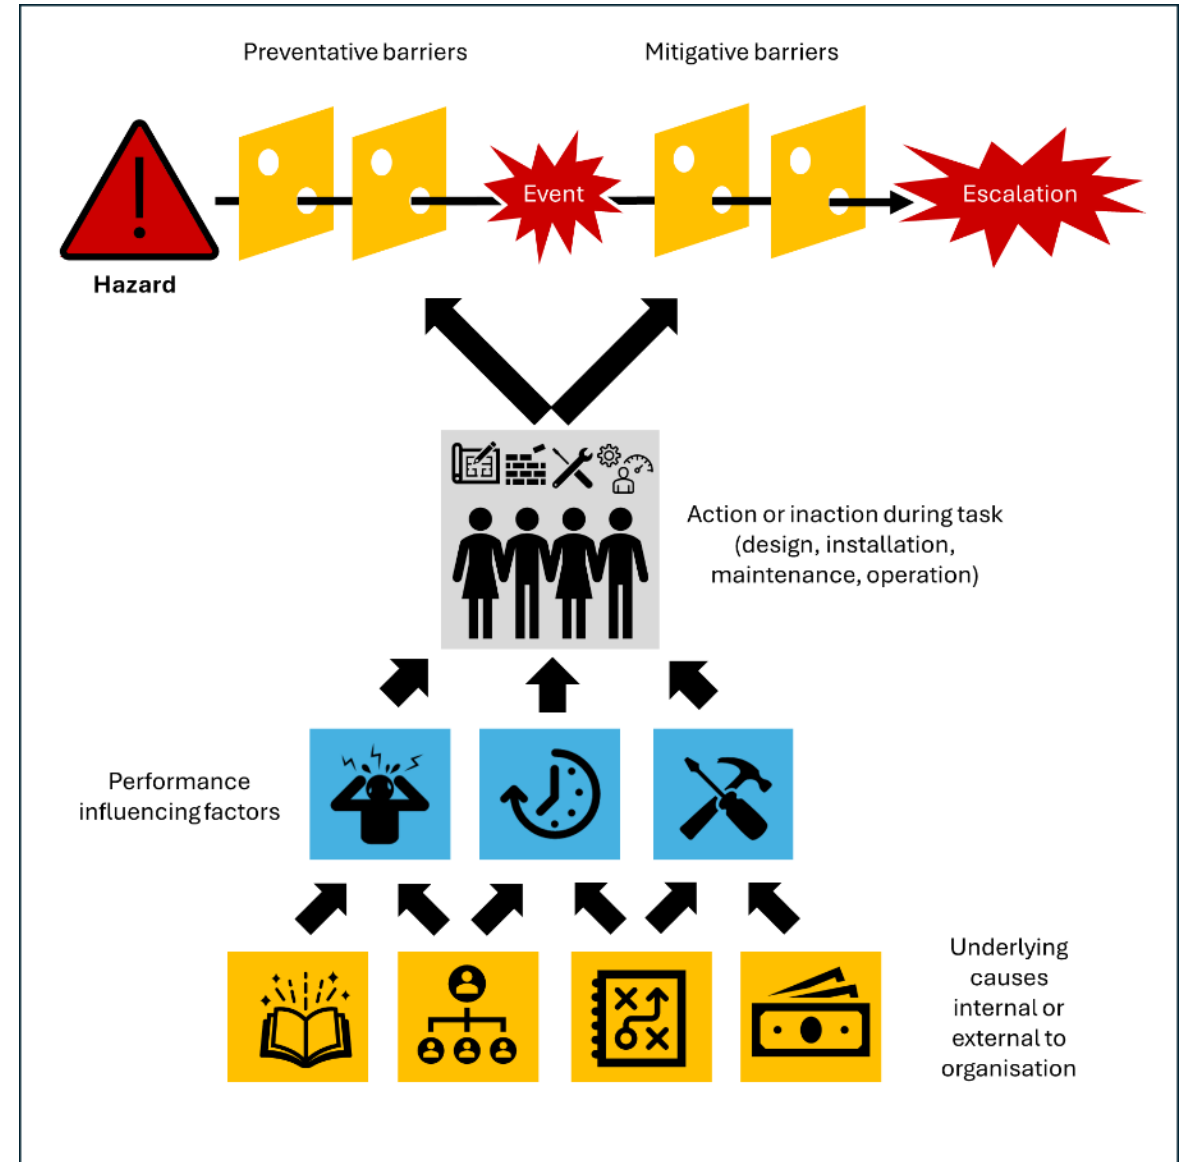 Preventative barriers
Mitigative barriers
Event
Escalation
Hazard
Action or inaction during task
(design, installation,
maintenance, operation)
Performance
influencing factors
Underlying
causes
internal or
external to
organisation